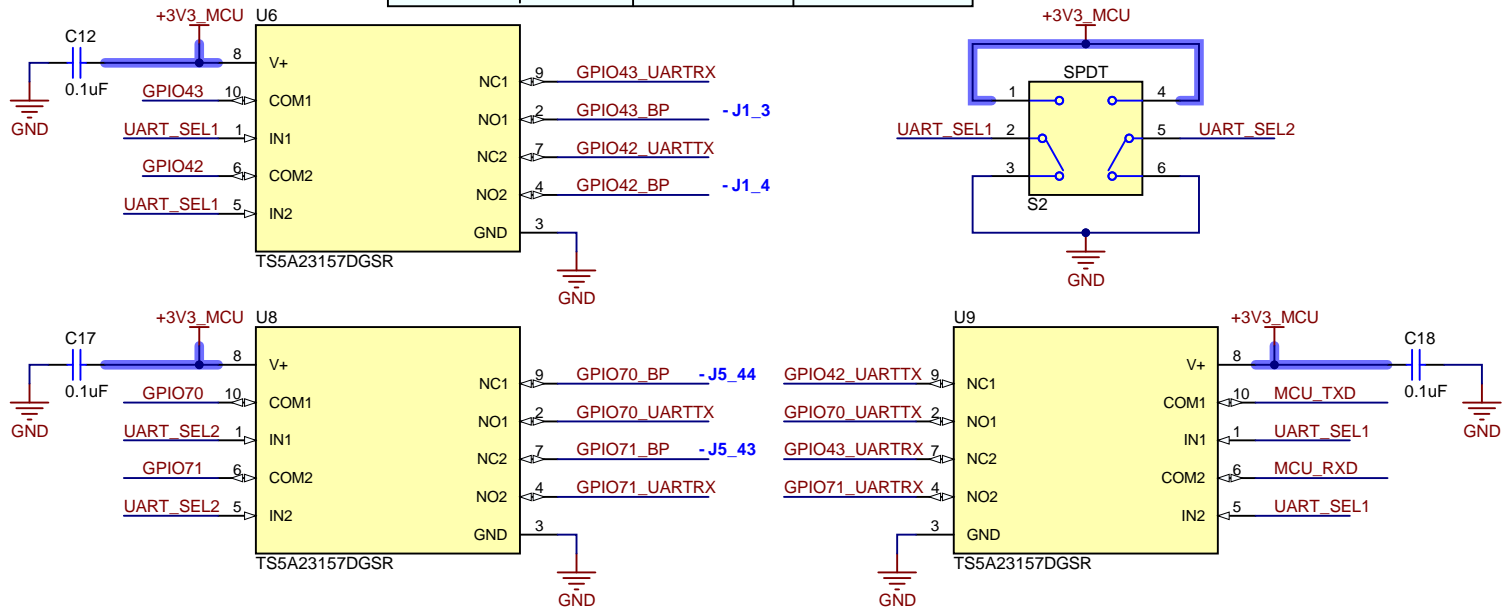 +3V3_MCU
U6
C12
0.1uF
GND
8
V+
GPIO43
10
COM1
UART_SEL1
1
IN1
GPIO42
6
COM2
UART_SEL1
5
IN2
NC1
9
GPIO43_UARTRX
NO1
2
GPIO43_BP
- J1_3
NC2
7
GPIO42_UARTTX
NO2
4
GPIO42_BP
- J1_4
GND
3
GND
TS5A23157DGSR
+3V3_MCU
SPDT
1
4
UART_SEL1
2
5
UART_SEL2
3
6
S2
GND
+3V3_MCU
U8
C17
0.1uF
GND
8
V+
GPIO70
10
COM1
UART_SEL2
1
IN1
GPIO71
6
COM2
UART_SEL2
5
IN2
NC1
9
GPIO70_BP
- J5_44
NO1
2
GPIO70_UARTTX
NC2
7
GPIO71_BP
- J5_43
NO2
4
GPIO71_UARTRX
GND
3
GND
TS5A23157DGSR
U9
+3V3_MCU
C18
0.1uF
GND
GPIO42_UARTTX
9
NC1
GPIO70_UARTTX
2
NO1
GPIO43_UARTRX
7
NC2
GPIO71_UARTRX
4
NO2
3
GND
GND
V+
8
COM1
10
MCU_TXD
IN1
1
UART_SEL1
COM2
6
MCU_RXD
IN2
5
UART_SEL1
TS5A23157DGSR